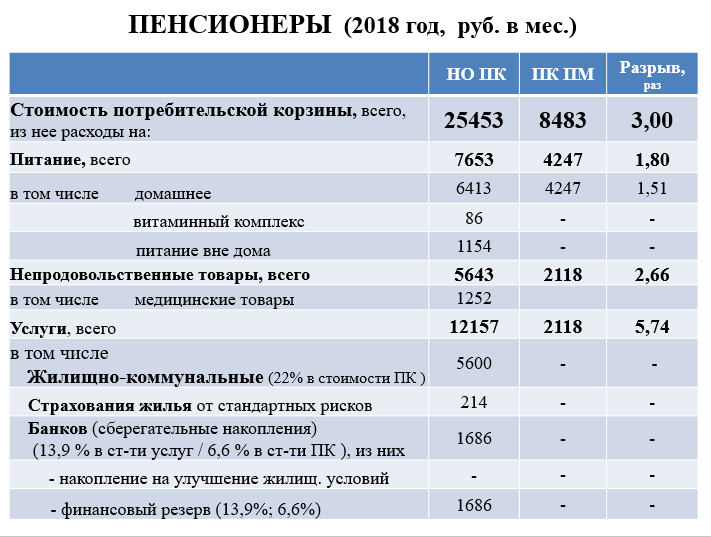 ПЕНСИОНЕРЫ (2018 год, руб. в мес.)
НО ПК ПК ПМ Разрыв, раз
Стоимость потребительской корзины, всего, из нее расходы на: 25453 8483 3,00
Питание, всего 7653 4247 1,80
в том числе домашнее 6413 4247 1,51
витаминный комплекс 86 - -
питание вне дома 1154 - -
Непродовольственные товары, всего 5643 2118 2,66
в том числе медицинские товары 1252
Услуги, всего 12157 2118 5,74
в том числе
Жилищно-коммунальные (22% в стоимости ПК ) 5600 - -
Страхования жилья от стандартных рисков 214 - -
Банков (сберегательные накопления)
(13,9 % в ст-ти услуг / 6,6 % в ст-ти ПК ), из них 1686 - -
- накопление на улучшение жилищ. условий - - -
- финансовый резерв (13,9%; 6,6%) 1686 - -